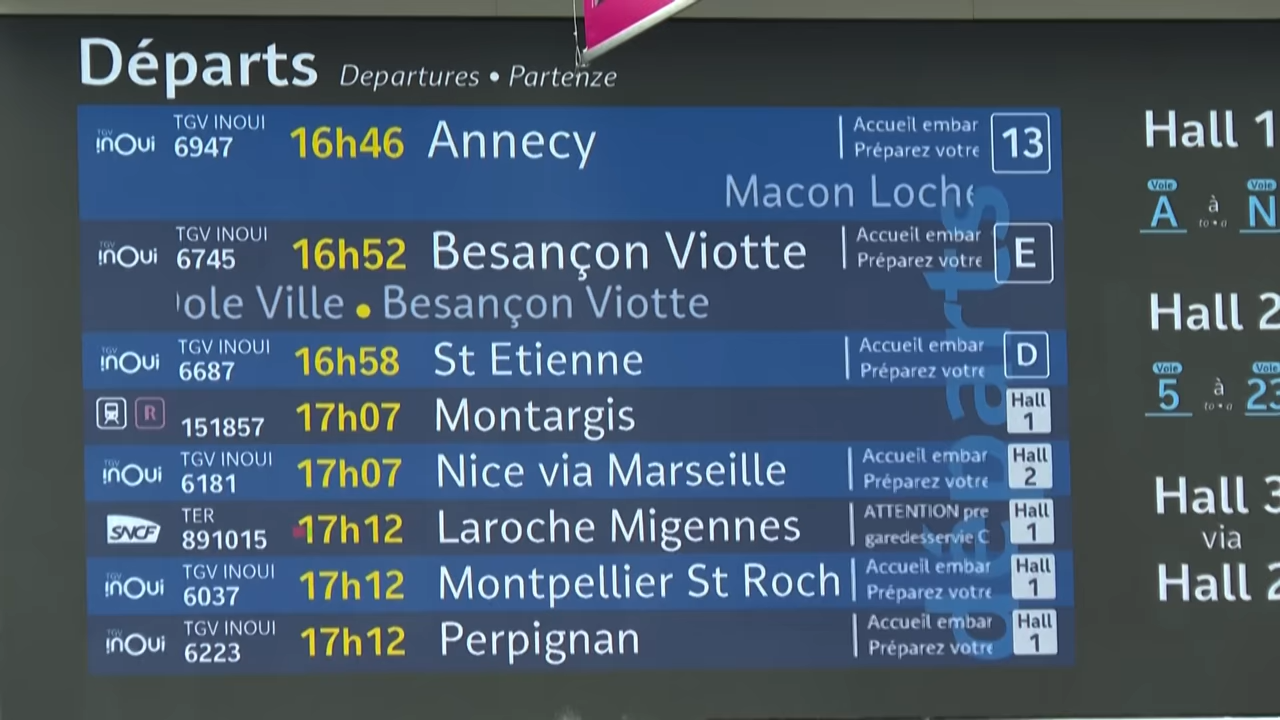 Départs Departures • Partenze
TGV INOUI
inOui 6947 16h46 Annecy Accueil embar
Préparez votre 13
Macon Loche
TGV INOUI
inOui 6745 16h52 Besançon Viotte Accueil embar
Préparez votre E
ole Ville • Besançon Viotte
TGV INOUI
inOui 6687 16h58 St Etienne Accueil embar
Préparez votre D
R 151857 17h07 Montargis Hall 1
TGV INOUI
inOui 6181 17h07 Nice via Marseille Accueil embar
Préparez votre Hall 2
TER
SNCF 891015 17h12 Laroche Migennes ATTENTION pre
garedesservie C Hall 1
TGV INOUI
inOui 6037 17h12 Montpellier St Roch Accueil embar
Préparez votre Hall 1
TGV INOUI
inOui 6223 17h12 Perpignan Accueil embar
Préparez votre Hall 1
départs
Hall 1
Voie A à to • a Voie N
Hall 2
Voie 5 à to • a Voie 23
Hall 3
via
Hall 2